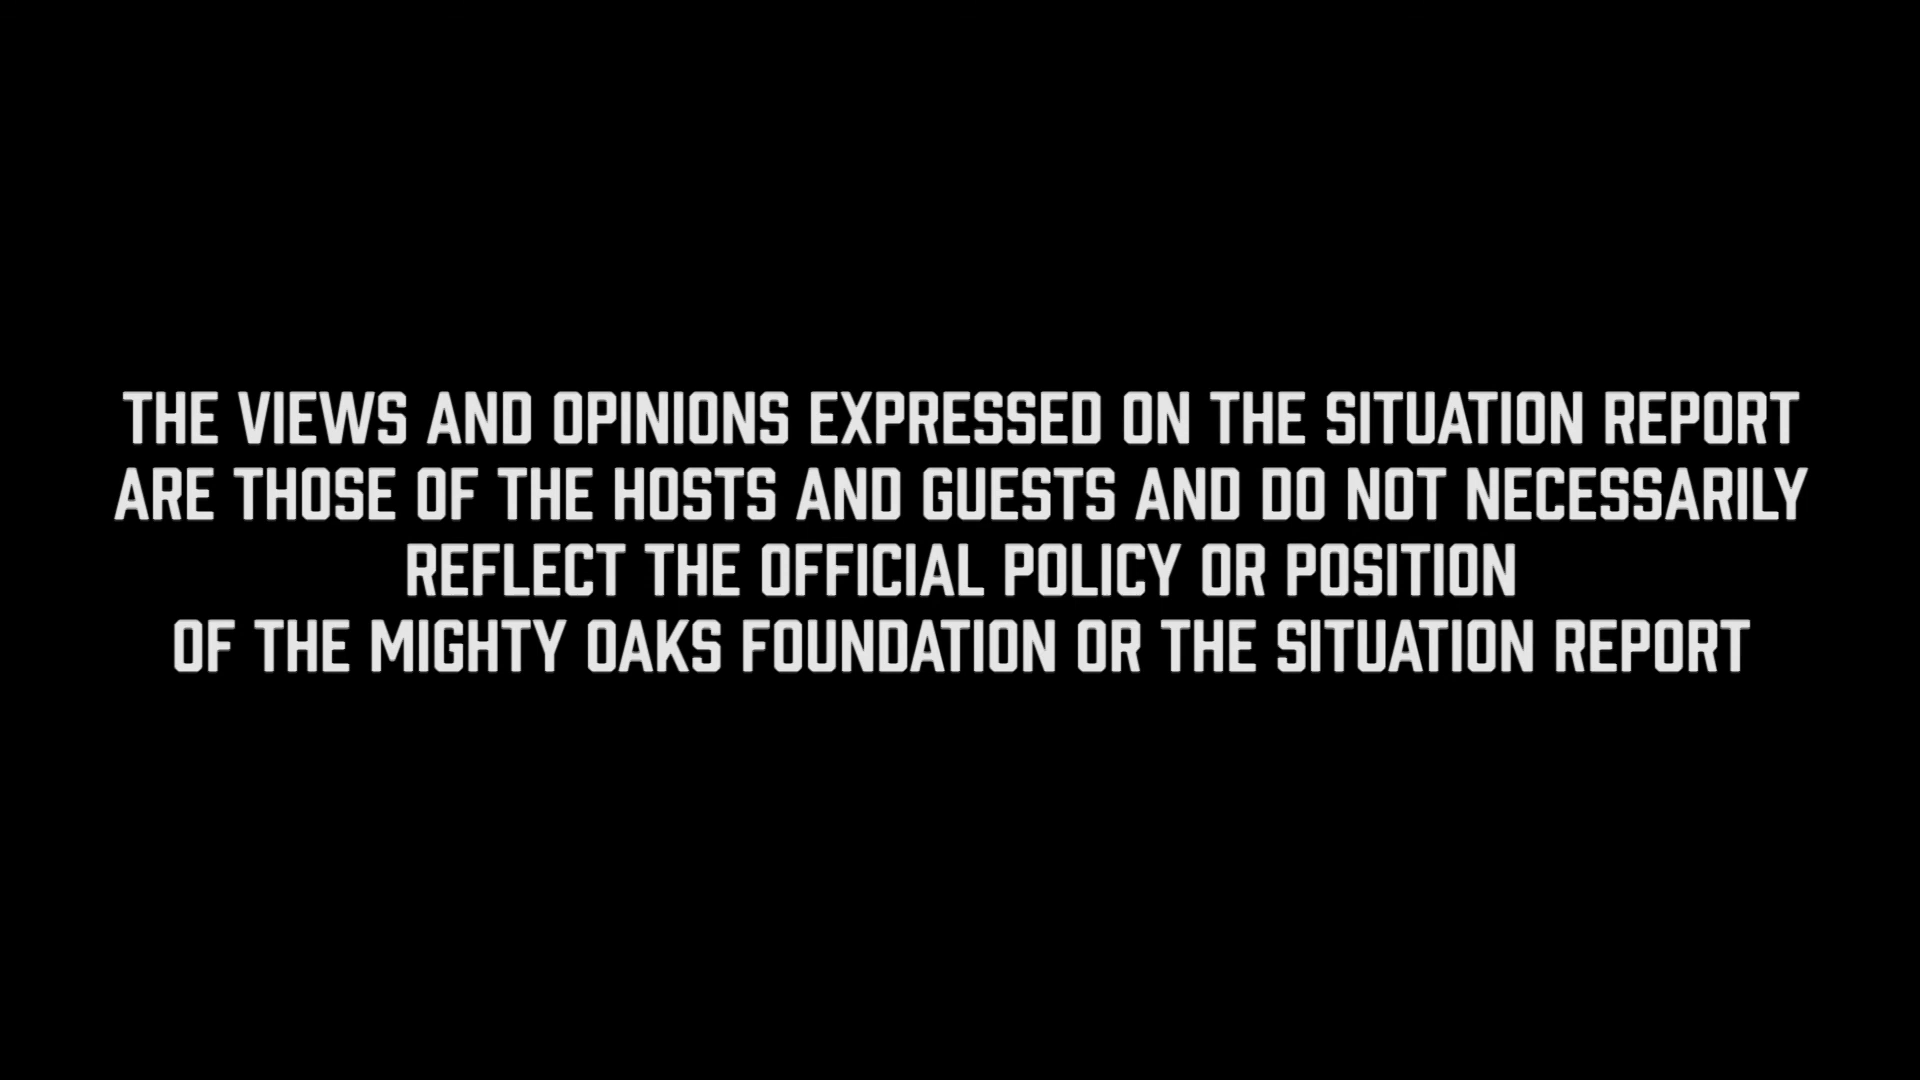 THE VIEWS AND OPINIONS EXPRESSED ON THE SITUATION REPORT
ARE THOSE OF THE HOSTS AND GUESTS AND DO NOT NECESSARILY
REFLECT THE OFFICIAL POLICY OR POSITION
OF THE MIGHTY OAKS FOUNDATION OR THE SITUATION REPORT